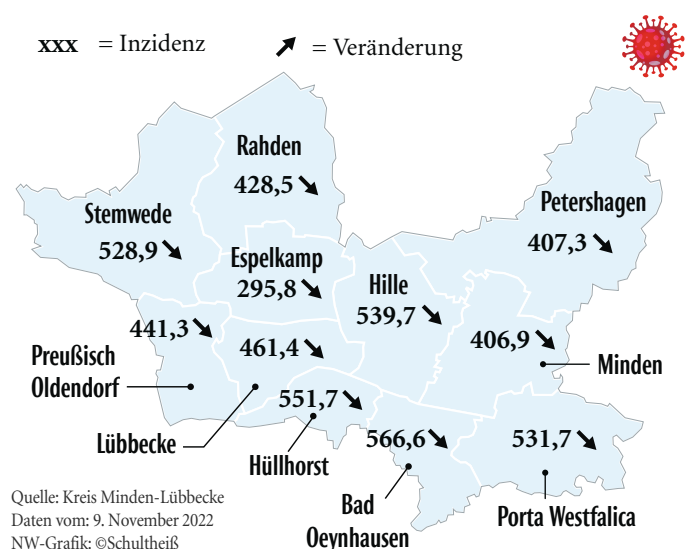 xxx = Inzidenz
= Veränderung
Rahden
428,5
Stemwede
528,9
Petershagen
407,3
Espelkamp
295,8
Hille
539,7
441,3
Preußisch
Oldendorf
461,4
Lübbecke
406,9
Minden
551,7
Hüllhorst
566,6
Bad
Oeynhausen
531,7
Porta Westfalica
Quelle: Kreis Minden-Lübbecke
Daten vom: 9. November 2022
NW-Grafik: ©Schultheiß